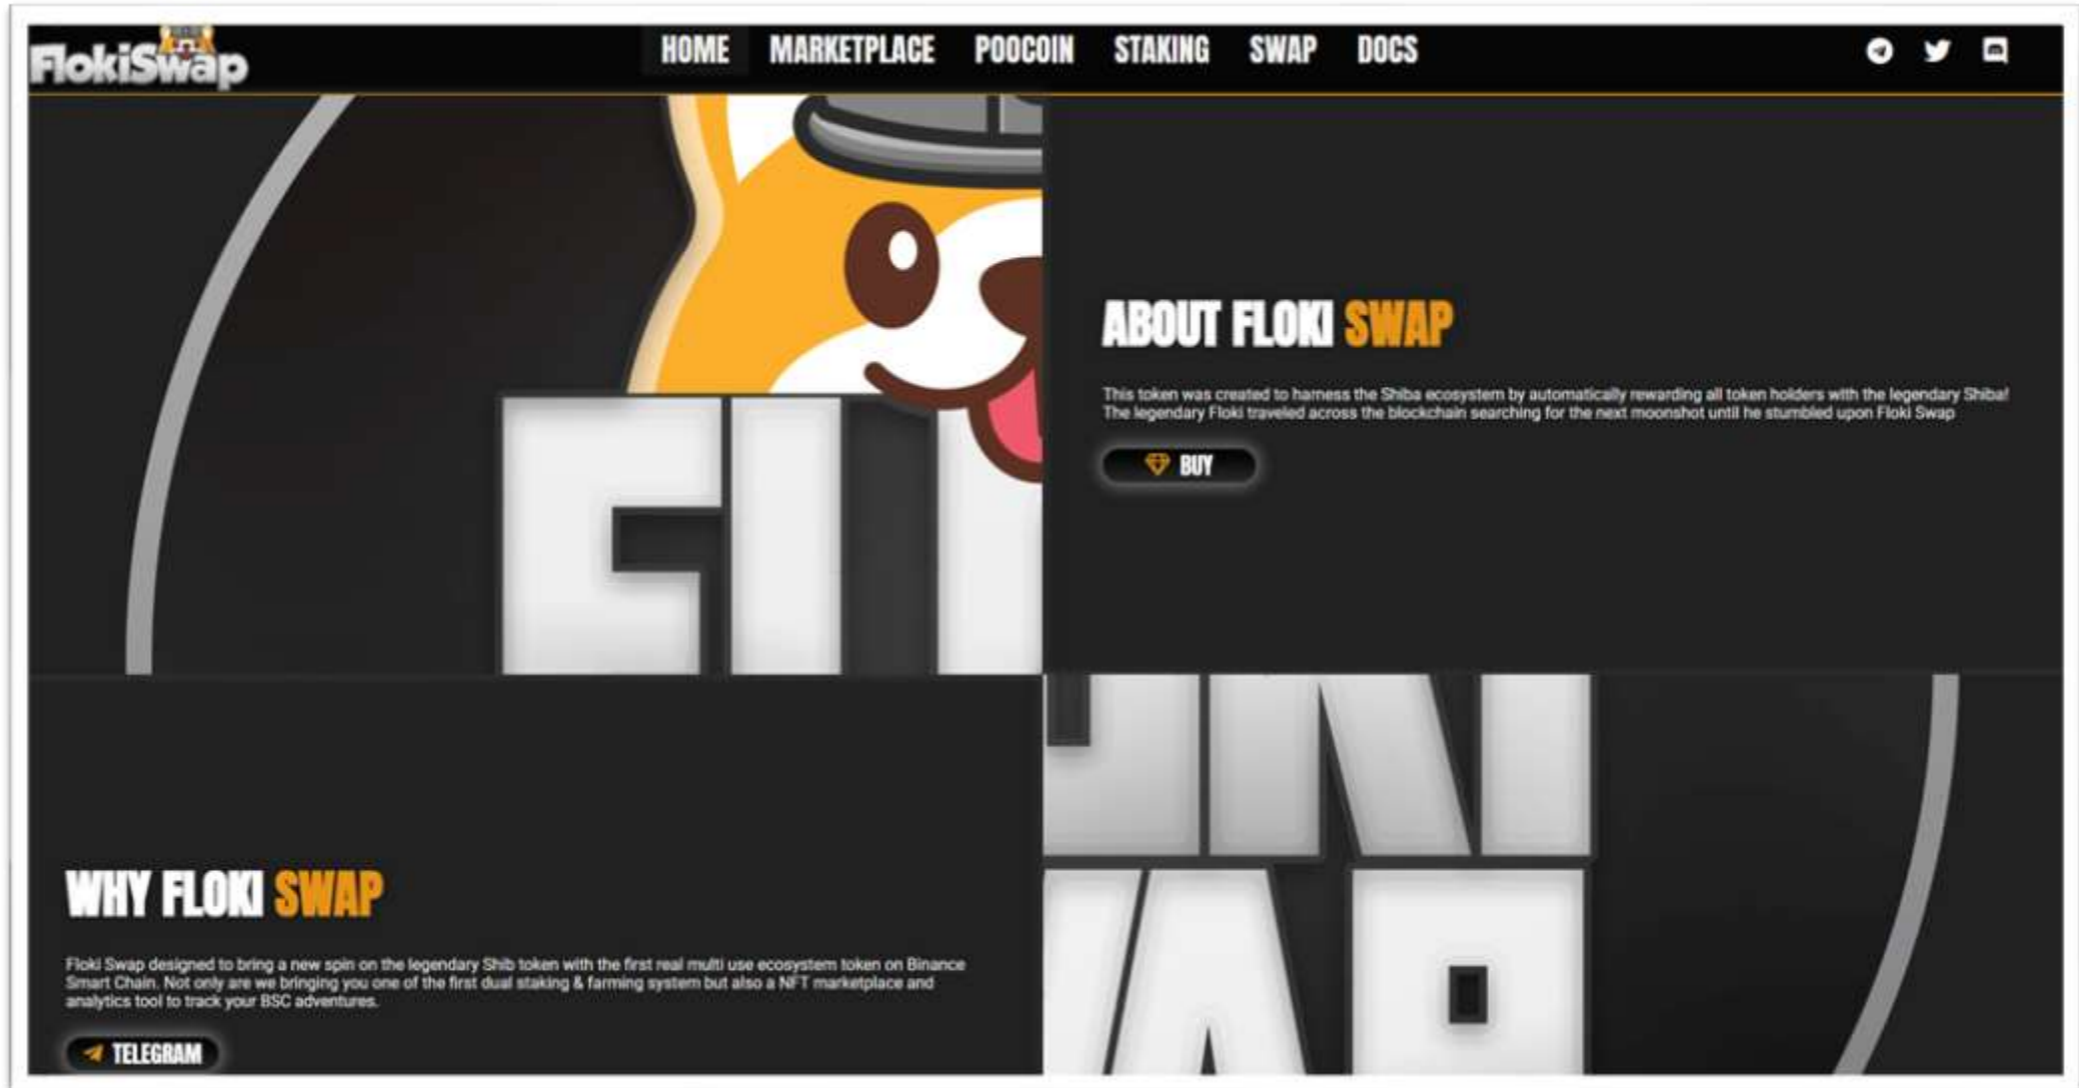 FlokiSwap
HOME MARKETPLACE POOCOIN STAKING SWAP DOCS
ABOUT FLOKI SWAP
This token was created to harness the Shiba ecosystem by automatically rewarding all token holders with the legendary Shiba!
The legendary Floki traveled across the blockchain searching for the next moonshot until he stumbled upon Floki Swap
BUY
WHY FLOKI SWAP
Floki Swap designed to bring a new spin on the legendary Shib token with the first real multi use ecosystem token on Binance
Smart Chain. Not only are we bringing you one of the first dual staking & farming system but also a NFT marketplace and
analytics tool to track your BSC adventures.
TELEGRAM